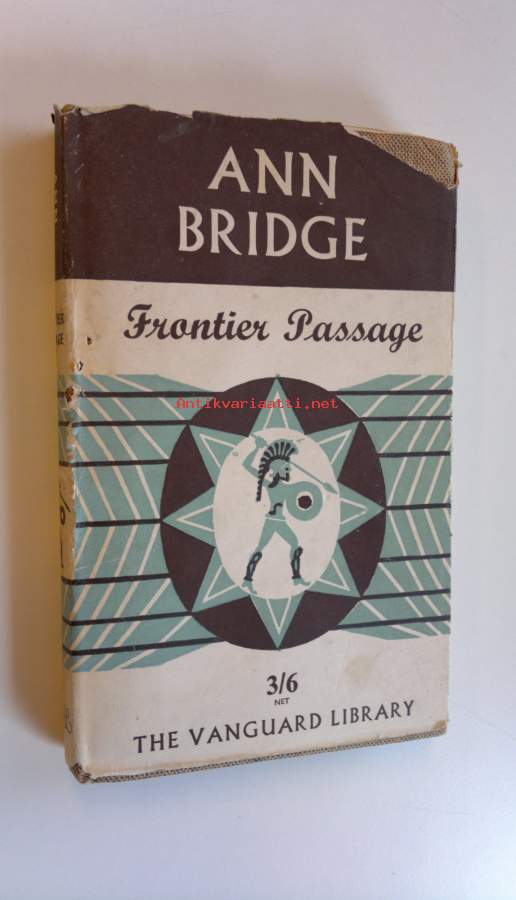 ANN
BRIDGE
Frontier Passage
Antikvariaatti.net
3/6
NET
THE VANGUARD LIBRARY